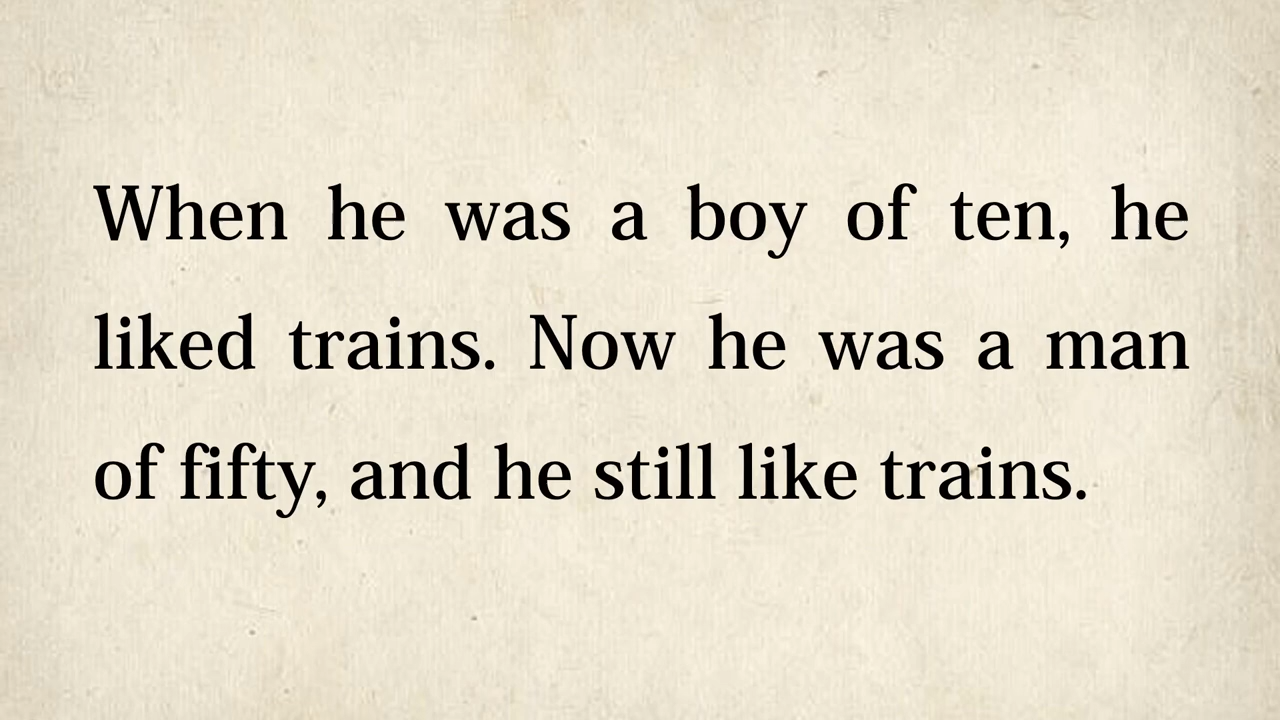 When he was a boy of ten, he
liked trains. Now he was a man
of fifty, and he still like trains.